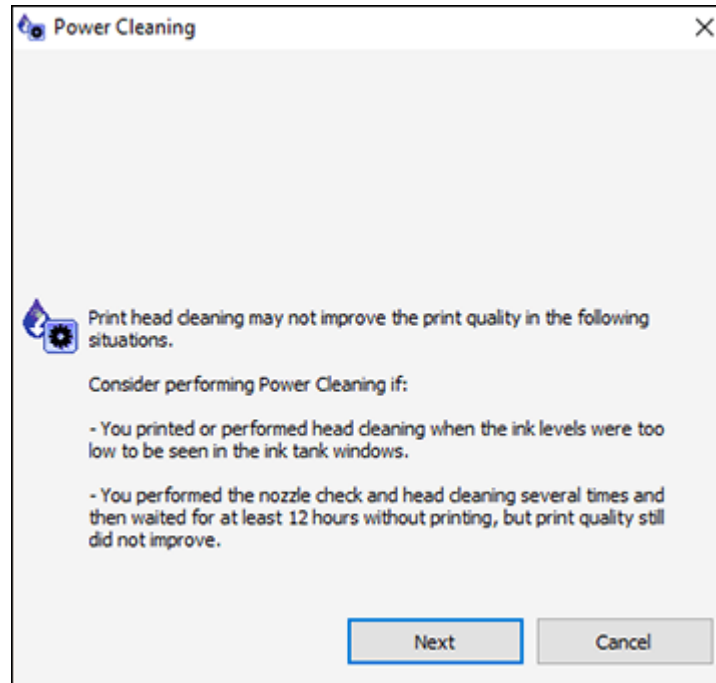 Power Cleaning
Print head cleaning may not improve the print quality in the following
situations.
Consider performing Power Cleaning if:
- You printed or performed head cleaning when the ink levels were too
low to be seen in the ink tank windows.
- You performed the nozzle check and head cleaning several times and
then waited for at least 12 hours without printing, but print quality still
did not improve.
Next Cancel